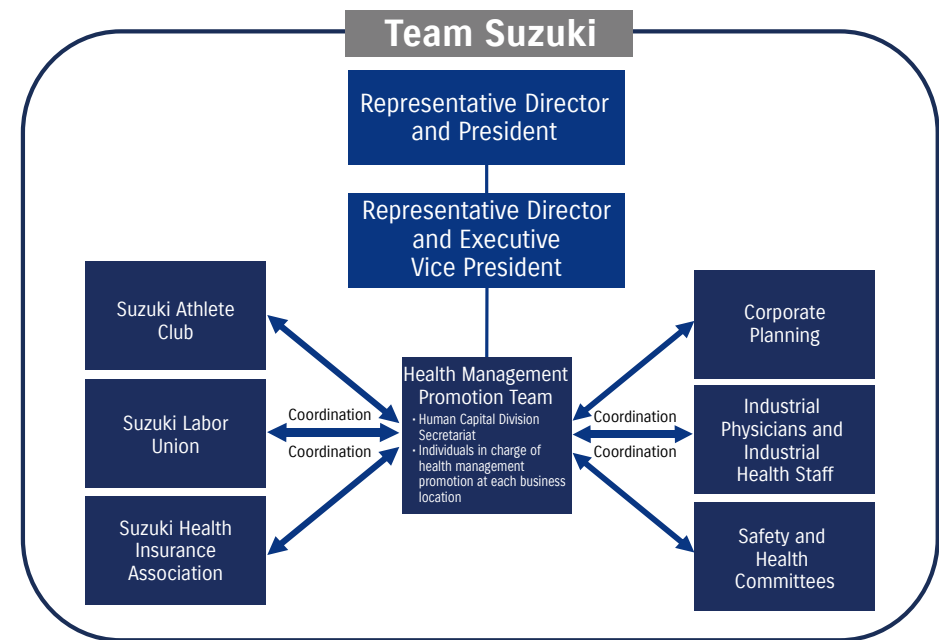 Team Suzuki
Representative Director
and President
Representative Director
and Executive
Vice President
Suzuki Athlete
Club
Suzuki Labor
Union
Suzuki Health
Insurance
Association
Coordination
Coordination
Health Management
Promotion Team
・Human Capital Division
Secretariat
・Individuals in charge of
health management
promotion at each business
location
Coordination
Coordination
Corporate
Planning
Industrial
Physicians and
Industrial
Health Staff
Safety and
Health
Committees